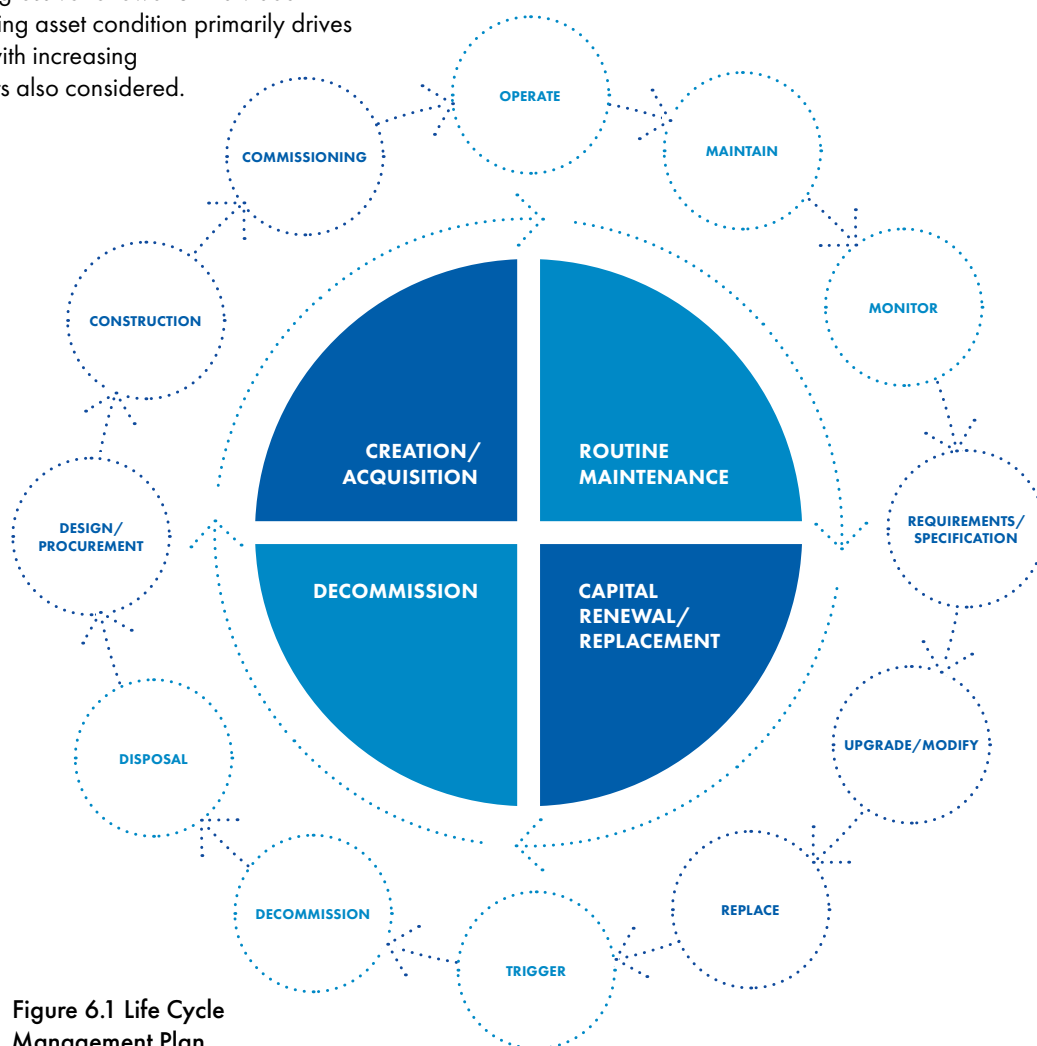 ing asset condition primarily drives
with increasing
s also considered.
OPERATE
COMMISSIONING
MAINTAIN
CONSTRUCTION
MONITOR
CREATION/
ACQUISITION
ROUTINE
MAINTENANCE
DESIGN/
PROCUREMENT
REQUIREMENTS/
SPECIFICATION
DECOMMISSION
CAPITAL
RENEWAL/
REPLACEMENT
DISPOSAL
UPGRADE/MODIFY
DECOMMISSION
REPLACE
TRIGGER
Figure 6.1 Life Cycle
Management Plan